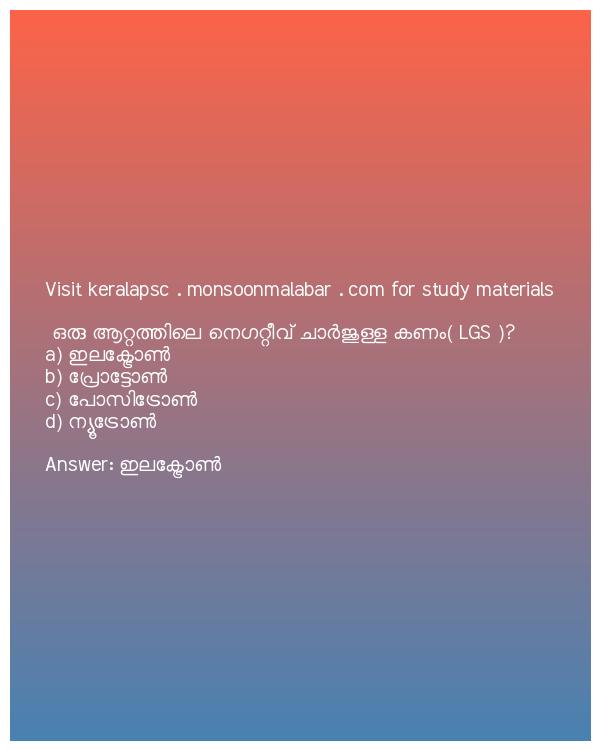 Visit keralapsc . monsoonmalabar . com for study materials
ഒരു ആറ്റത്തിലെ നെഗറ്റീവ് ചാർജുള്ള കണം( LGS )?
a) ഇലക്ട്രോൺ
b) പ്രോട്ടോൺ
c) പോസിട്രോൺ
d) ന്യൂട്രോൺ
Answer: ഇലക്ട്രോൺ